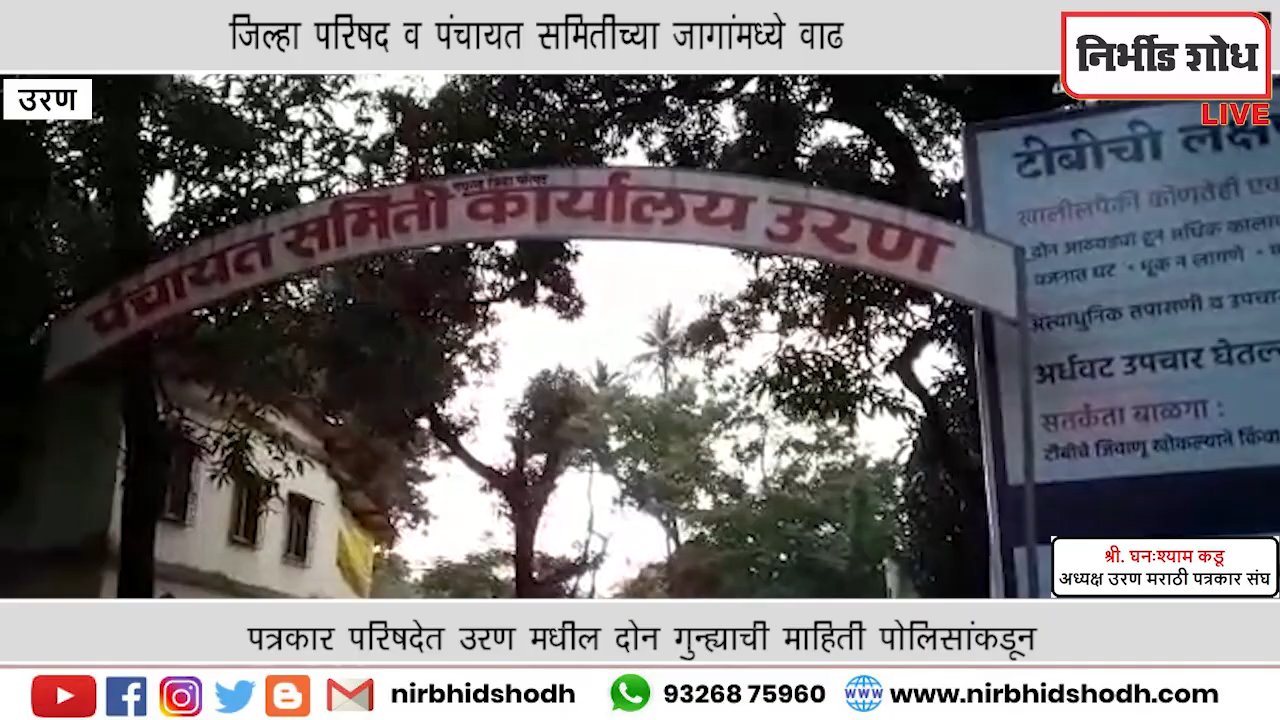 जिल्हा परिषद व पंचायत समितीच्या जागांमध्ये वाढ
निर्भीड शोध
LIVE
उरण
पंचायत समिती कार्यालय उरण
टीबीची लक्ष
खालीलपैकी कोणतेही एक
दोन आठवड्या हून अधिक काला
वजनात घट • भूक न लागणे •
अत्याधुनिक तपासणी व उपचा
अर्धवट उपचार घेतल
सतर्कता बाळगा :
टीबीचे जिवाणू खोकल्याने किंवा
श्री. घनःश्याम कडू
अध्यक्ष उरण मराठी पत्रकार संघ
पत्रकार परिषदेत उरण मधील दोन गुन्ह्याची माहिती पोलिसांकडून
nirbhidshodh 93268 75960 www.nirbhidshodh.com